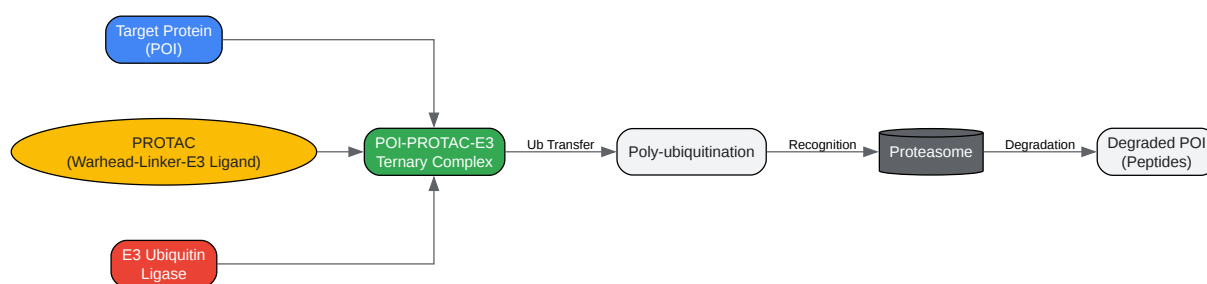 Target Protein
(POI)
PROTAC
(Warhead-Linker-E3 Ligand)
E3 Ubiquitin
Ligase
POI-PROTAC-E3
Ternary Complex
Ub Transfer
Poly-ubiquitination
Recognition
Proteasome
Degradation
Degraded POI
(Peptides)